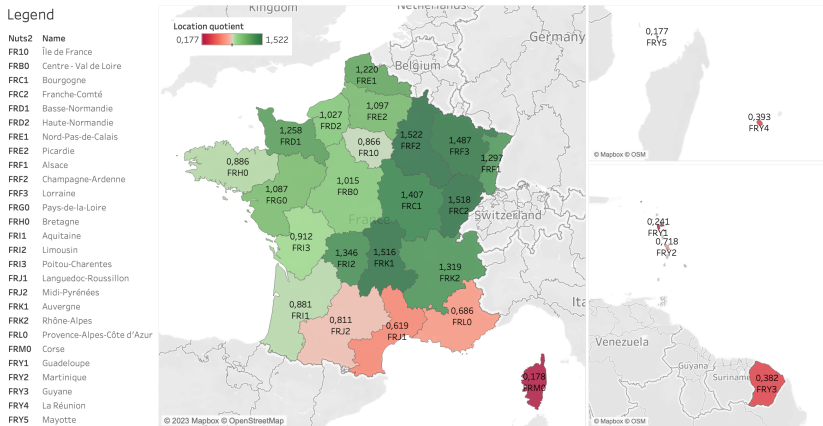 Legend
Nuts2 Name
FR10 Île de France
FRB0 Centre - Val de Loire
FRC1 Bourgogne
FRC2 Franche-Comté
FRD1 Basse-Normandie
FRD2 Haute-Normandie
FRE1 Nord-Pas-de-Calais
FRE2 Picardie
FRF1 Alsace
FRF2 Champagne-Ardenne
FRF3 Lorraine
FRG0 Pays-de-la-Loire
FRH0 Bretagne
FRI1 Aquitaine
FRI2 Limousin
FRI3 Poitou-Charentes
FRJ1 Languedoc-Roussillon
FRJ2 Midi-Pyrénées
FRK1 Auvergne
FRK2 Rhône-Alpes
FRL0 Provence-Alpes-Côte d'Azur
FRM0 Corse
FRY1 Guadeloupe
FRY2 Martinique
FRY3 Guyane
FRY4 La Réunion
FRY5 Mayotte
Kingdom
Netherlands
Location quotient
0,177 1,522
Germany
Belgium
1,220
FRE1
1,097
FRE2
1,027
FRD2
1,258
FRD1
0,866
FR10
1,522
FRF2
1,487
FRF3
1,297
FRF1
0,886
FRH0
1,087
FRG0
1,015
FRB0
1,407
FRC1
1,518
FRC2
Switzerland
France
0,912
FRI3
1,346
FRI2
1,516
FRK1
1,319
FRK2
0,881
FRI1
0,811
FRJ2
0,619
FRJ1
0,686
FRL0
Ita
0,178
FRM0
© 2023 Mapbox © OpenStreetMap
0,177
FRY5
0,393
FRY4
© Mapbox © OSM
0,241
FRY1
0,718
FRY2
Venezuela
Guyana
Suriname
0,382
FRY3
© Mapbox © OSM